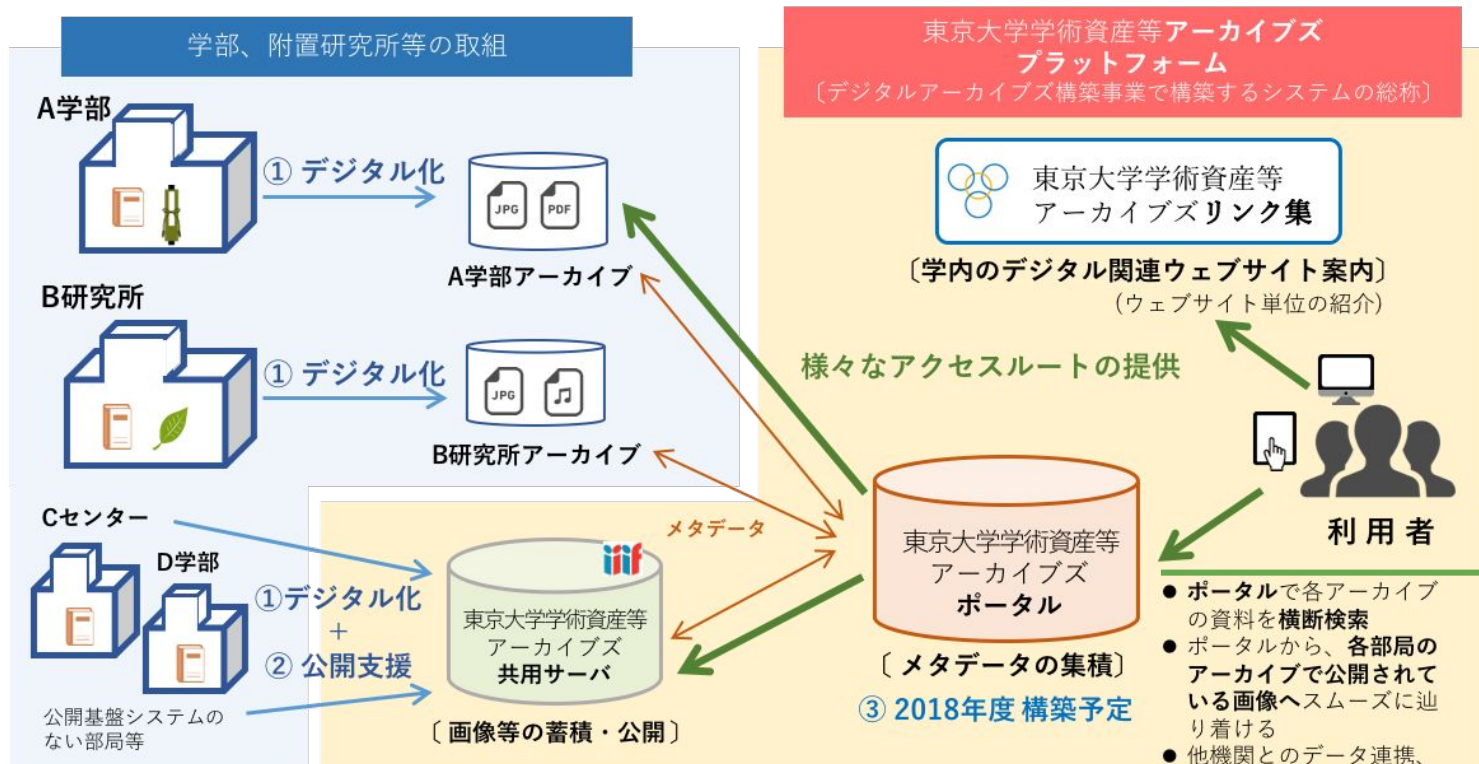 学部、附置研究所等の取組
A学部
① デジタル化
JPG
PDF
A学部アーカイブ
B研究所
① デジタル化
JPG
B研究所アーカイブ
Cセンター
D学部
①デジタル化
+
② 公開支援
公開基盤システムの
ない部局等
メタデータ
iiif
東京大学学術資産等
アーカイブズ
共用サーバ
〔 画像等の蓄積・公開〕
東京大学学術資産等アーカイブズ
プラットフォーム
〔デジタルアーカイブズ構築事業で構築するシステムの総称〕
東京大学学術資産等
アーカイブズリンク集
〔学内のデジタル関連ウェブサイト案内〕
(ウェブサイト単位の紹介)
様々なアクセスルートの提供
利用者
東京大学学術資産等
アーカイブズ
ポータル
〔 メタデータの集積〕
③ 2018年度 構築予定
● ポータルで各アーカイブ
の資料を横断検索
● ポータルから、各部局の
アーカイブで公開されて
いる画像へスムーズに辿
り着ける
● 他機関とのデータ連携、